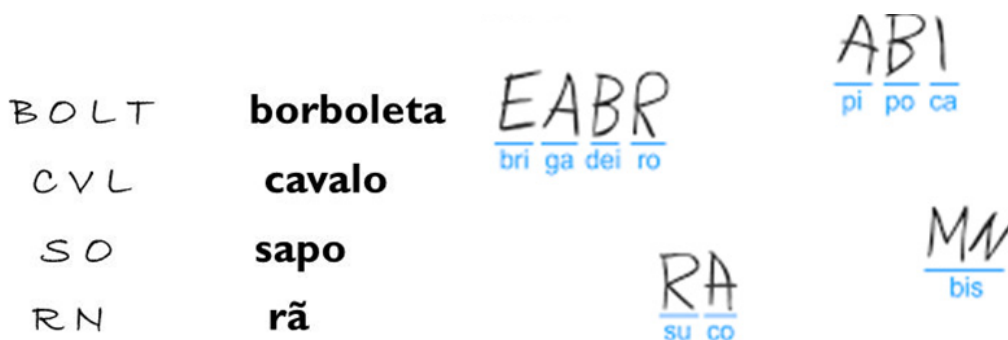 BOLT borboleta
CVL cavalo
SO sapo
RN rã
EABR
bri ga dei ro
ABI
pi po ca
RA
su co
MN
bis